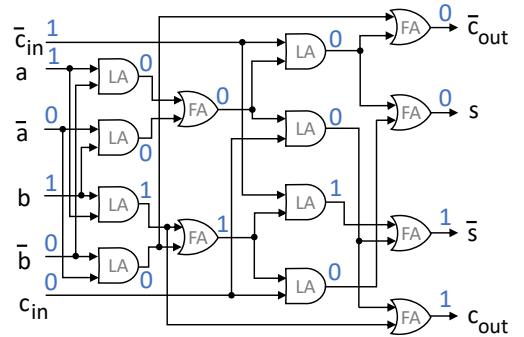 0
1 FA c̄out
c̄in LA 0
1 0
a LA
0 FA 0 0
ā LA FA s
LA 0
0
b 1 1 1
LA LA
0 FA 1
b̄ LA 0 FA s̄
0 LA 0
cin 1
FA cout